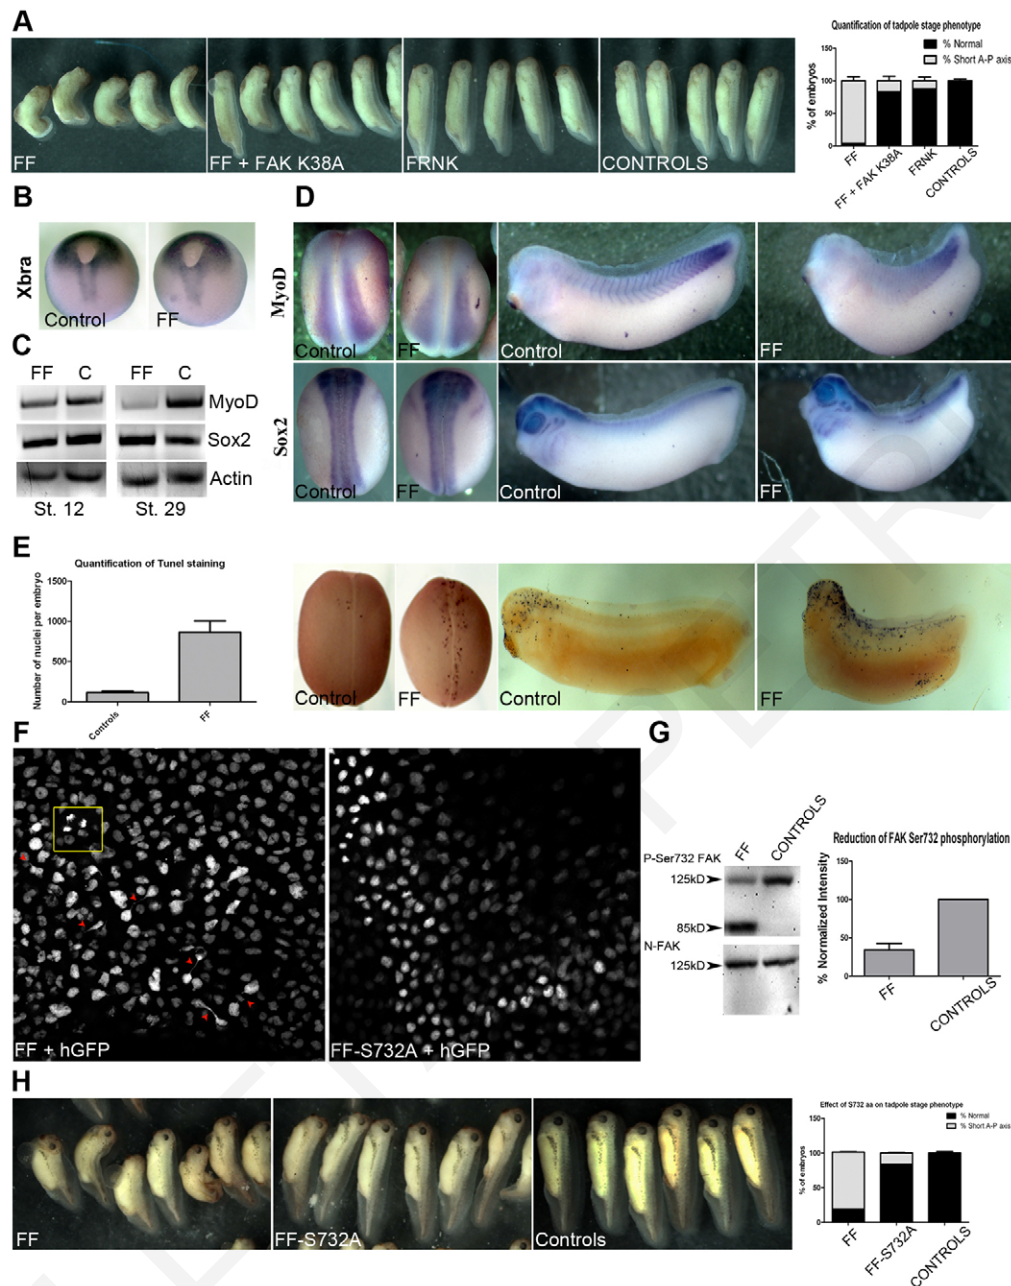 A
FF
FF + FAK K38A
FRNK
CONTROLS
Quantification of tadpole stage phenotype
% Normal
% Short A-P axis
% of embryos
150
100
50
0
FF
FF + FAK K38A
FRNK
CONTROLS
B
Xbra
Control
FF
C
FF C FF C
MyoD
Sox2
Actin
St. 12 St. 29
D
MyoD
Control
FF
Control
FF
Sox2
Control
FF
Control
FF
E
Quantification of Tunel staining
Number of nuclei per embryo
1500
1000
500
0
Controls
FF
Control
FF
Control
FF
F
FF + hGFP
FF-S732A + hGFP
G
FF
CONTROLS
P-Ser732 FAK
125kD
85kD
N-FAK
125kD
Reduction of FAK Ser732 phosphorylation
% Normalized Intensity
150
100
50
0
FF
CONTROLS
H
FF
FF-S732A
Controls
Effect of S732 aa on tadpole stage phenotype
% Normal
% Short A-P axis
% of embryos
150
100
50
0
FF
FF-S732A
CONTROLS